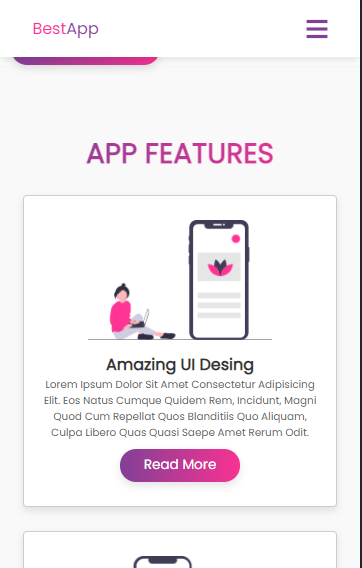 BestApp
APP FEATURES
Amazing UI Desing
Lorem Ipsum Dolor Sit Amet Consectetur Adipisicing
Elit. Eos Natus Cumque Quidem Rem, Incidunt, Magni
Quod Cum Repellat Quos Blanditiis Quo Aliquam,
Culpa Libero Quas Quasi Saepe Amet Rerum Odit.
Read More